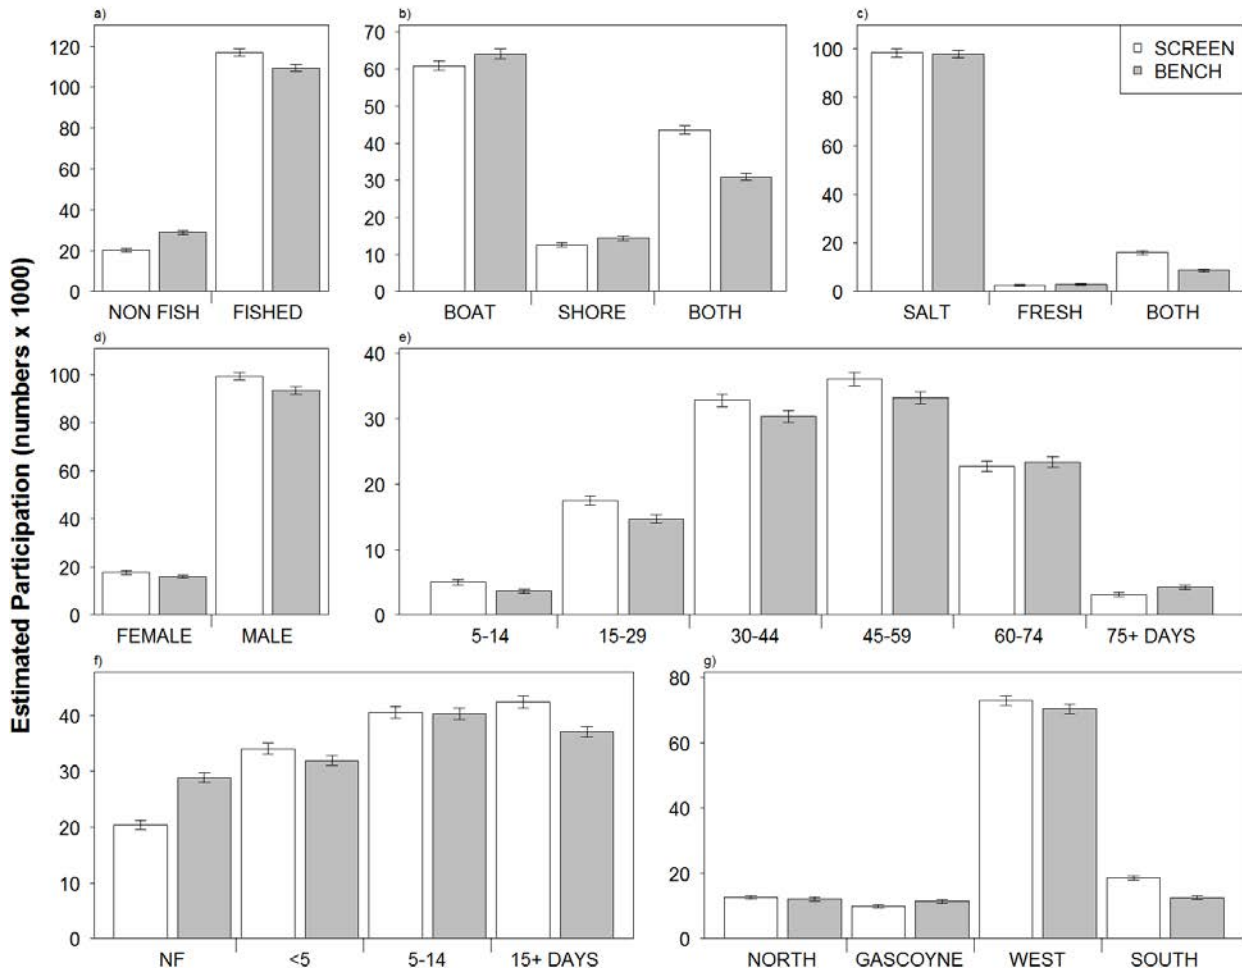 Estimated Participation (numbers x 1000)
a)
120
100
80
60
40
20
0
NON FISH FISHED
b)
70
60
50
40
30
20
10
0
BOAT SHORE BOTH
c)
100
80
60
40
20
0
SALT FRESH BOTH
SCREEN
BENCH
d)
100
80
60
40
20
0
FEMALE MALE
e)
40
30
20
10
0
5-14 15-29 30-44 45-59 60-74 75+ DAYS
f)
40
30
20
10
0
NF <5 5-14 15+ DAYS
g)
80
60
40
20
0
NORTH GASCOYNE WEST SOUTH